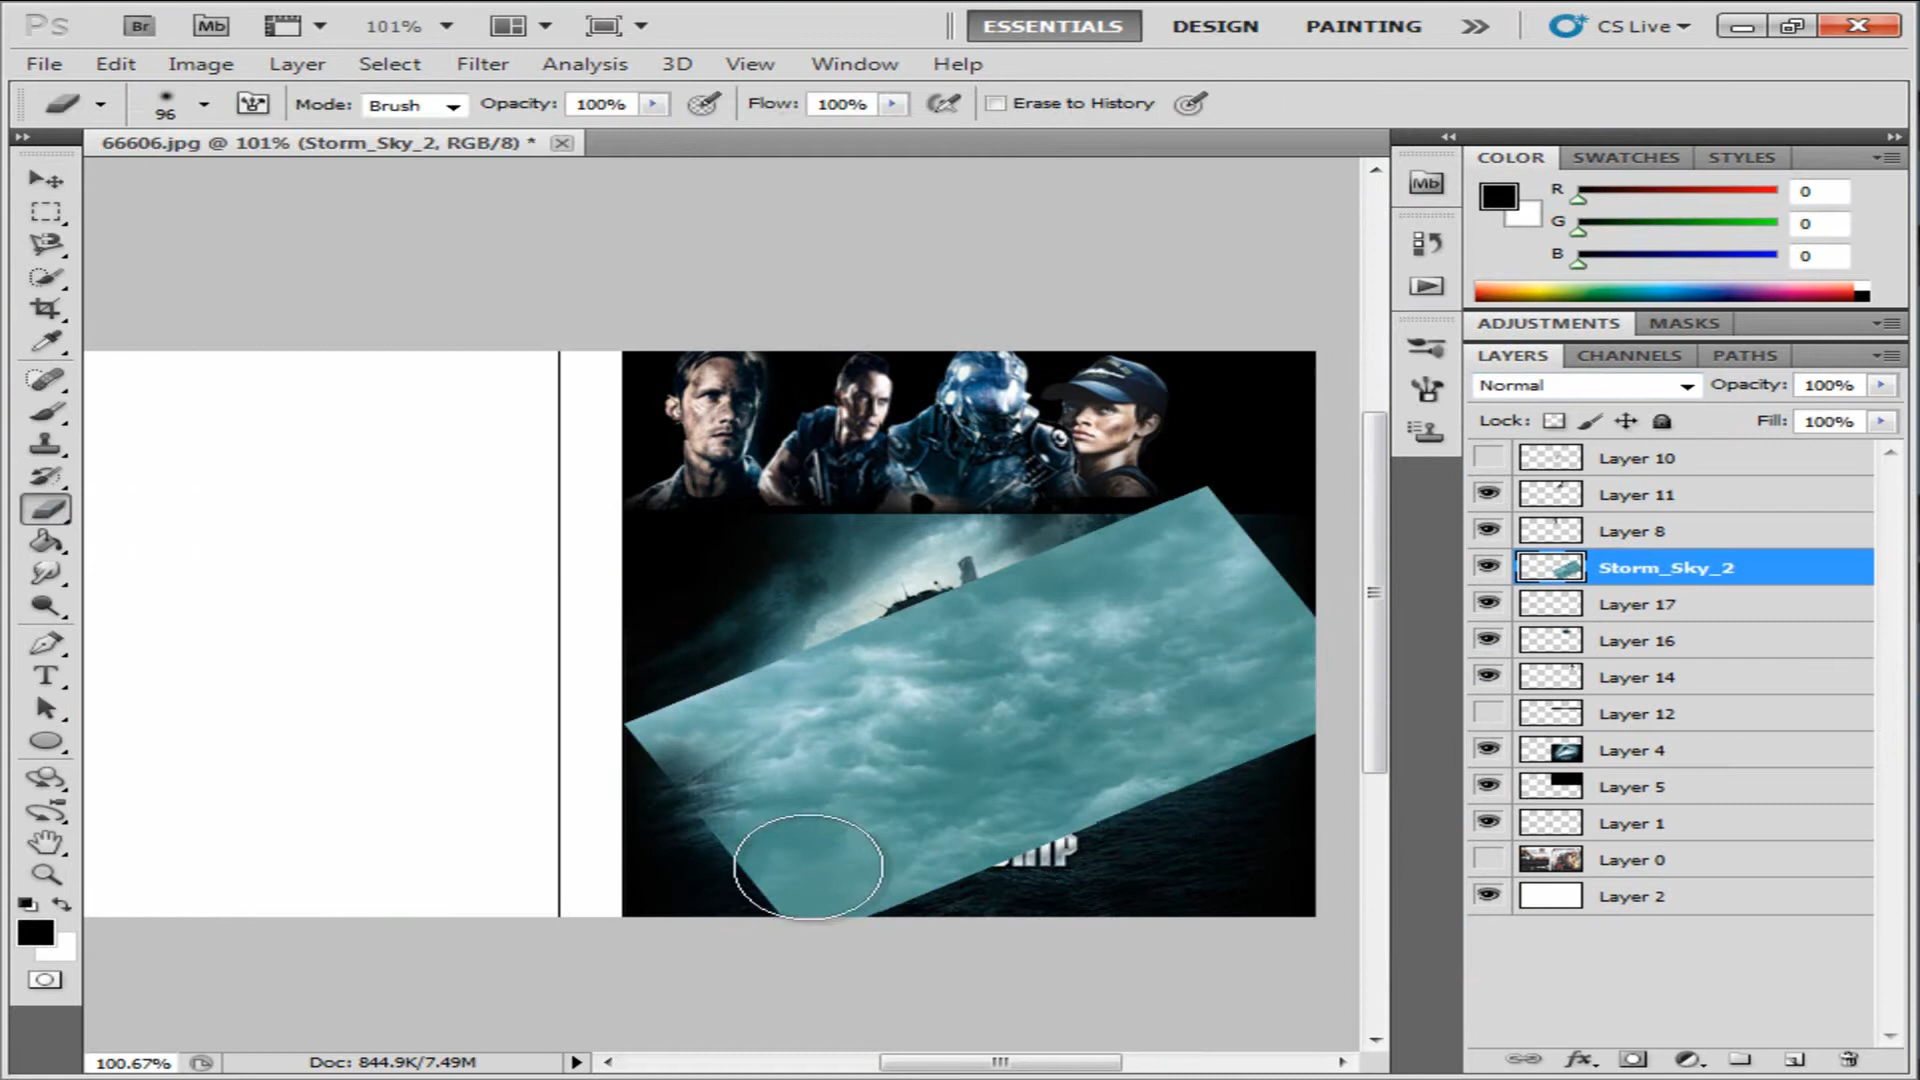 Ps Br Mb 101% ESSENTIALS DESIGN PAINTING CS Live
File Edit Image Layer Select Filter Analysis 3D View Window Help
96 Mode: Brush Opacity: 100% Flow: 100% Erase to History
66606.jpg @ 101% (Storm_Sky_2, RGB/8) *
COLOR SWATCHES STYLES
Mb
R 0
G 0
B 0
ADJUSTMENTS MASKS
LAYERS CHANNELS PATHS
Normal Opacity: 100%
Lock: Fill: 100%
Layer 10
Layer 11
Layer 8
Storm_Sky_2
Layer 17
Layer 16
Layer 14
Layer 12
Layer 4
Layer 5
Layer 1
Layer 0
Layer 2
T
fx
100.67% Doc: 844.9K/7.49M